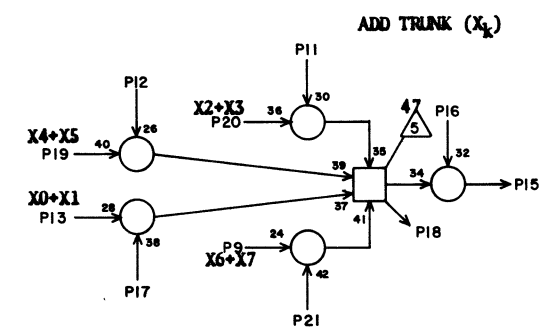 ADD TRUNK (Xk)
P11
P12
30
X2+X3
36
P20
47
5
P16
26
X4+X5
40
P19
35
32
39
34
P15
X0+X1
28
P13
37
41
P18
38
24
P9
X6+X7
42
P17
P21